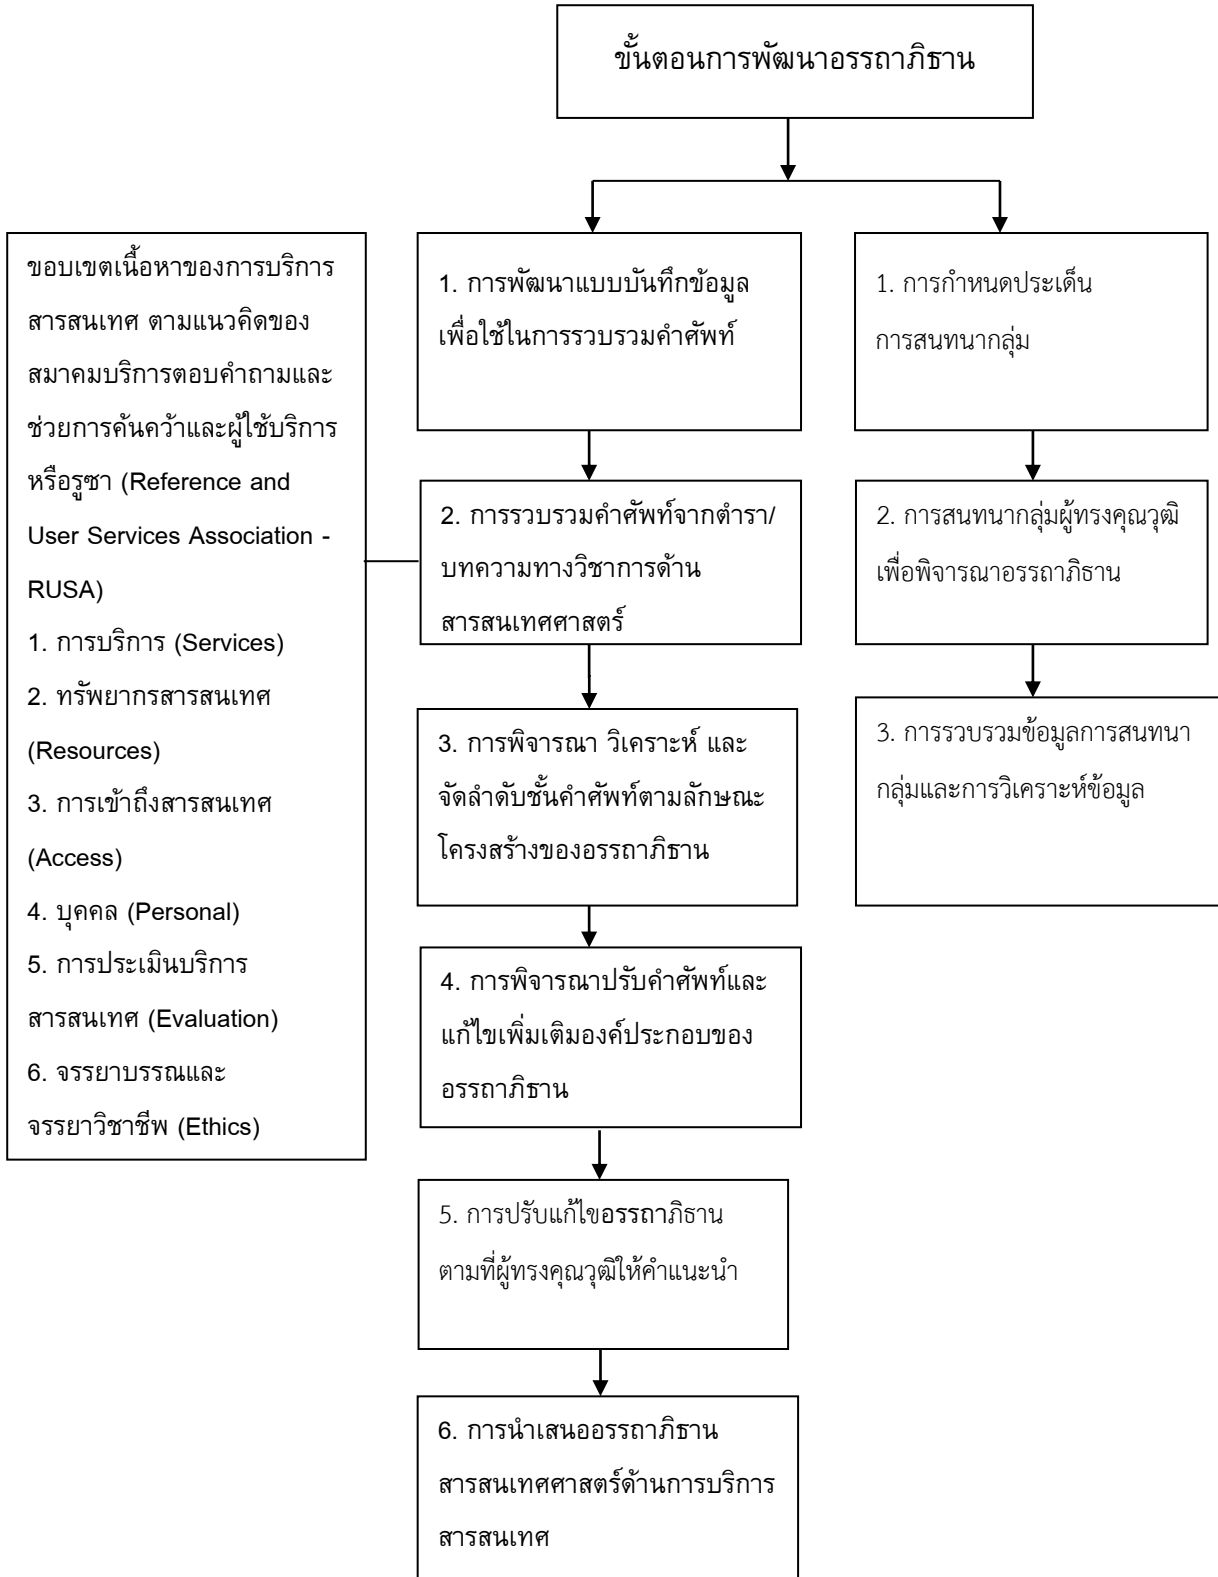 ขั้นตอนการพัฒนาอรรถาภิธาน
ขอบเขตเนื้อหาของการบริการ
สารสนเทศ ตามแนวคิดของ
สมาคมบริการตอบคำถามและ
ช่วยการค้นคว้าและผู้ใช้บริการ
หรือรูซา (Reference and
User Services Association -
RUSA)
1. การบริการ (Services)
2. ทรัพยากรสารสนเทศ
(Resources)
3. การเข้าถึงสารสนเทศ
(Access)
4. บุคคล (Personal)
5. การประเมินบริการ
สารสนเทศ (Evaluation)
6. จรรยาบรรณและ
จรรยาวิชาชีพ (Ethics)
1. การพัฒนาแบบบันทึกข้อมูล
เพื่อใช้ในการรวบรวมคำศัพท์
2. การรวบรวมคำศัพท์จากตำรา/
บทความทางวิชาการด้าน
สารสนเทศศาสตร์
3. การพิจารณา วิเคราะห์ และ
จัดลำดับชั้นคำศัพท์ตามลักษณะ
โครงสร้างของอรรถาภิธาน
4. การพิจารณาปรับคำศัพท์และ
แก้ไขเพิ่มเติมองค์ประกอบของ
อรรถาภิธาน
5. การปรับแก้ไขอรรถาภิธาน
ตามที่ผู้ทรงคุณวุฒิให้คำแนะนำ
6. การนำเสนออรรถาภิธาน
สารสนเทศศาสตร์ด้านการบริการ
สารสนเทศ
1. การกำหนดประเด็น
การสนทนากลุ่ม
2. การสนทนากลุ่มผู้ทรงคุณวุฒิ
เพื่อพิจารณาอรรถาภิธาน
3. การรวบรวมข้อมูลการสนทนา
กลุ่มและการวิเคราะห์ข้อมูล